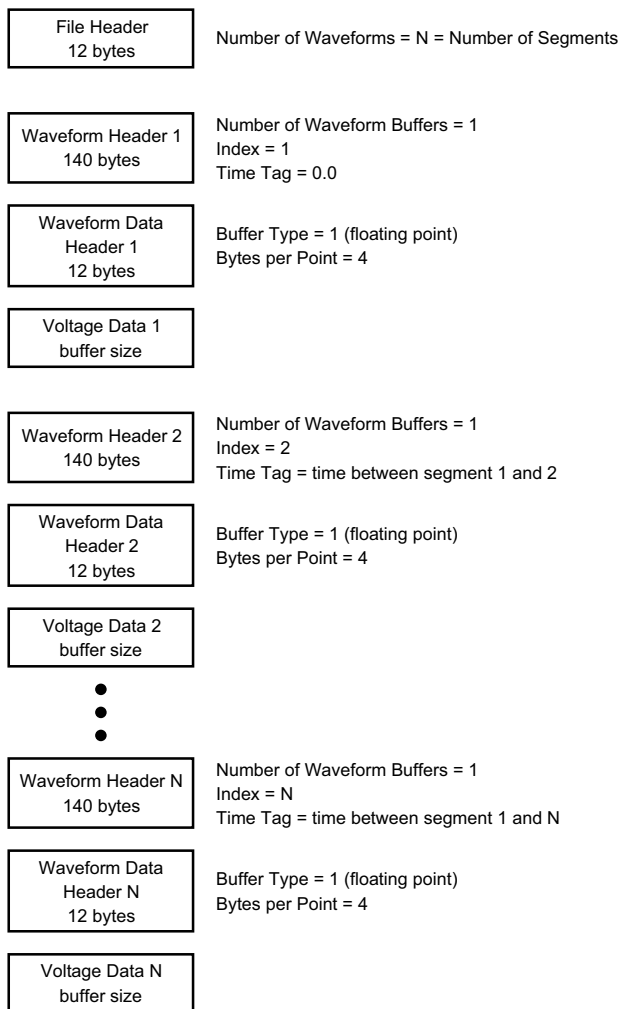 File Header
12 bytes
Number of Waveforms = N = Number of Segments
Waveform Header 1
140 bytes
Number of Waveform Buffers = 1
Index = 1
Time Tag = 0.0
Waveform Data
Header 1
12 bytes
Buffer Type = 1 (floating point)
Bytes per Point = 4
Voltage Data 1
buffer size
Waveform Header 2
140 bytes
Number of Waveform Buffers = 1
Index = 2
Time Tag = time between segment 1 and 2
Waveform Data
Header 2
12 bytes
Buffer Type = 1 (floating point)
Bytes per Point = 4
Voltage Data 2
buffer size
Waveform Header N
140 bytes
Number of Waveform Buffers = 1
Index = N
Time Tag = time between segment 1 and N
Waveform Data
Header N
12 bytes
Buffer Type = 1 (floating point)
Bytes per Point = 4
Voltage Data N
buffer size